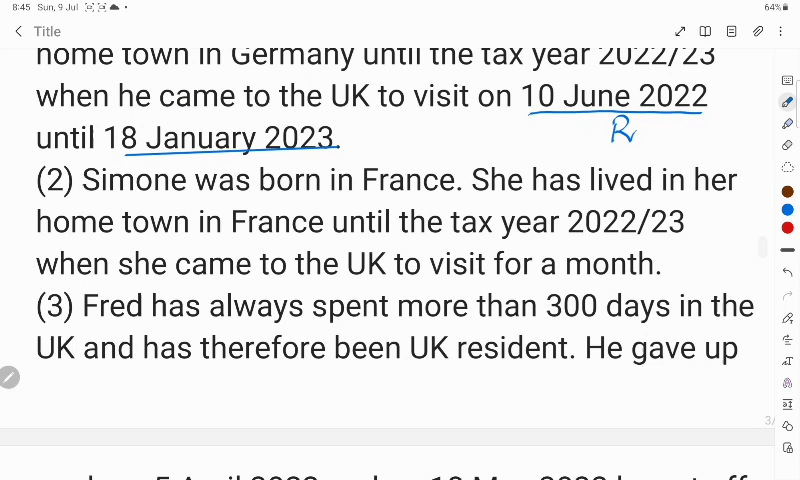 8:45 Sun, 9 Jul
64%
Title
home town in Germany until the tax year 2022/23
when he came to the UK to visit on 10 June 2022
until 18 January 2023.
R
(2) Simone was born in France. She has lived in her
home town in France until the tax year 2022/23
when she came to the UK to visit for a month.
(3) Fred has always spent more than 300 days in the
UK and has therefore been UK resident. He gave up
3/